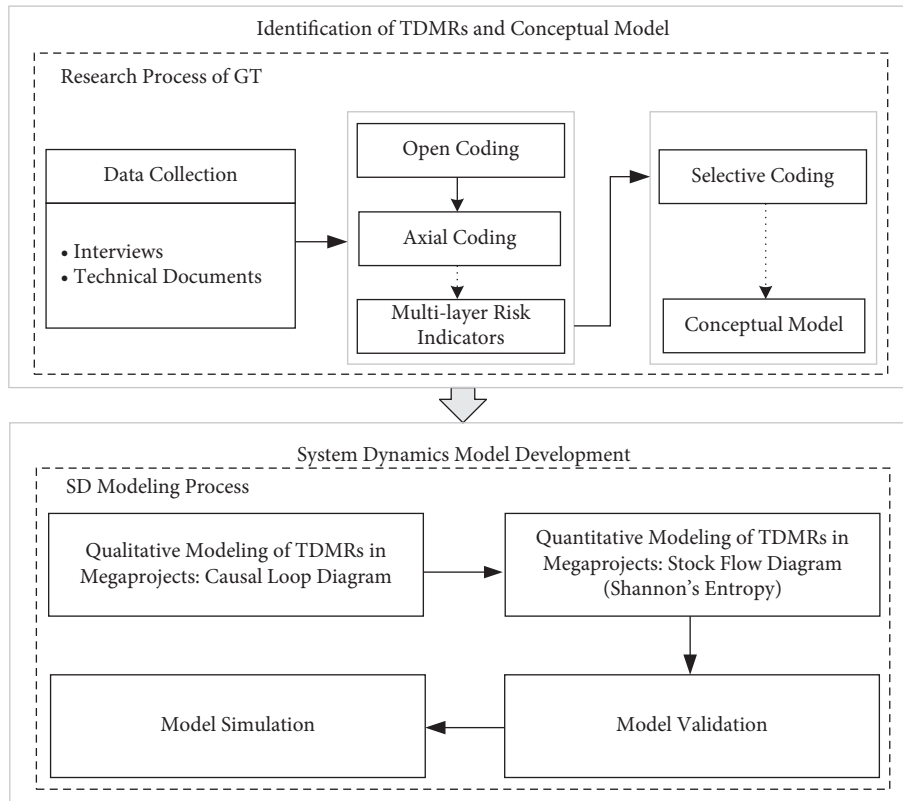 Identification of TDMRs and Conceptual Model
Research Process of GT
Data Collection
• Interviews
• Technical Documents
Open Coding
Axial Coding
Multi-layer Risk
Indicators
Selective Coding
Conceptual Model
System Dynamics Model Development
SD Modeling Process
Qualitative Modeling of TDMRs in
Megaprojects: Causal Loop Diagram
Quantitative Modeling of TDMRs in
Megaprojects: Stock Flow Diagram
(Shannon’s Entropy)
Model Simulation
Model Validation